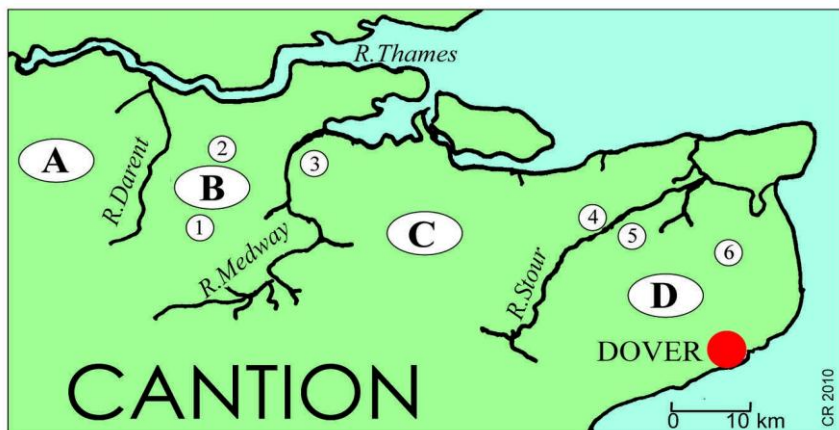 R.Thames
A
R.Darent
2
B
1
3
R.Medway
C
4
5
6
R.Stour
D
DOVER
CANTION
0 10 km
CR 2010